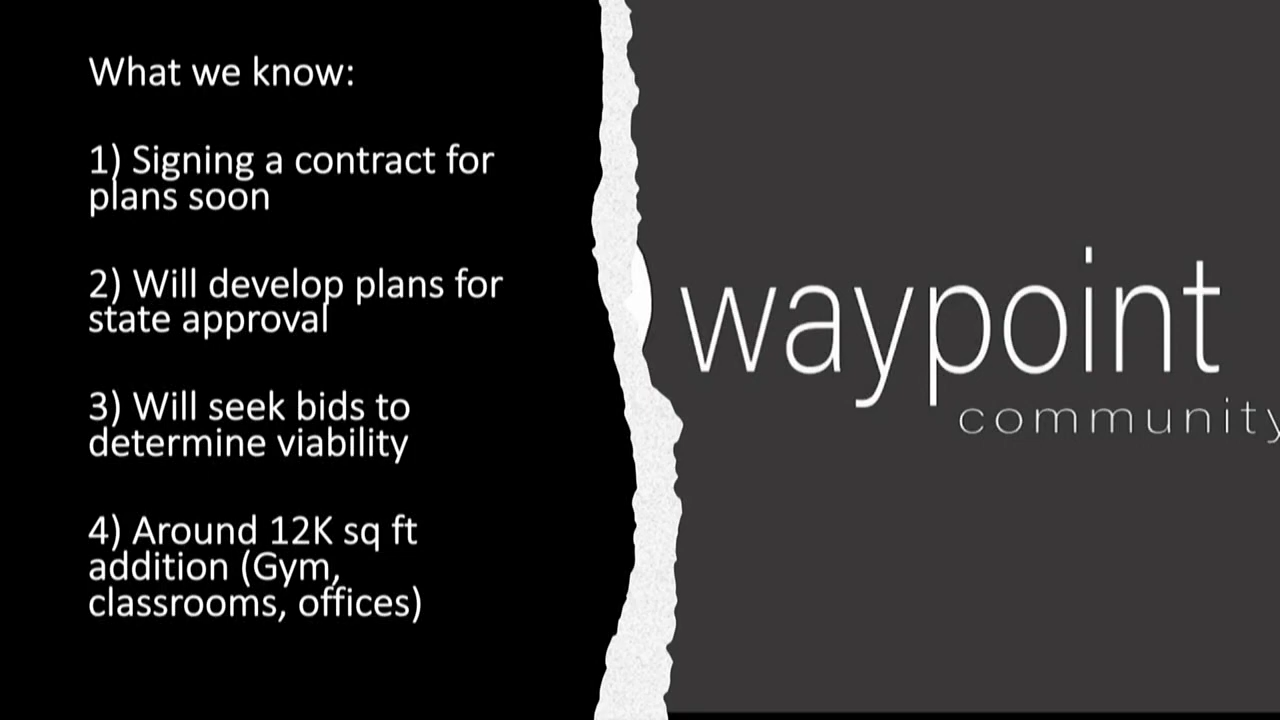 What we know:
1) Signing a contract for
plans soon
2) Will develop plans for
state approval
3) Will seek bids to
determine viability
4) Around 12K sq ft
addition (Gym,
classrooms, offices)
waypoint
community